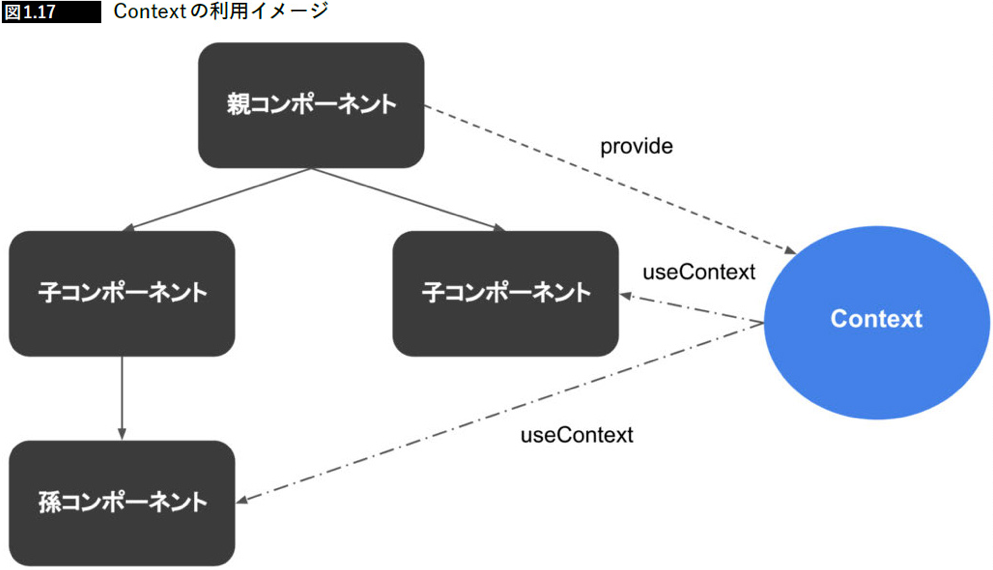 図1.17 Contextの利用イメージ
親コンポーネント
provide
子コンポーネント
子コンポーネント
useContext
Context
useContext
孫コンポーネント